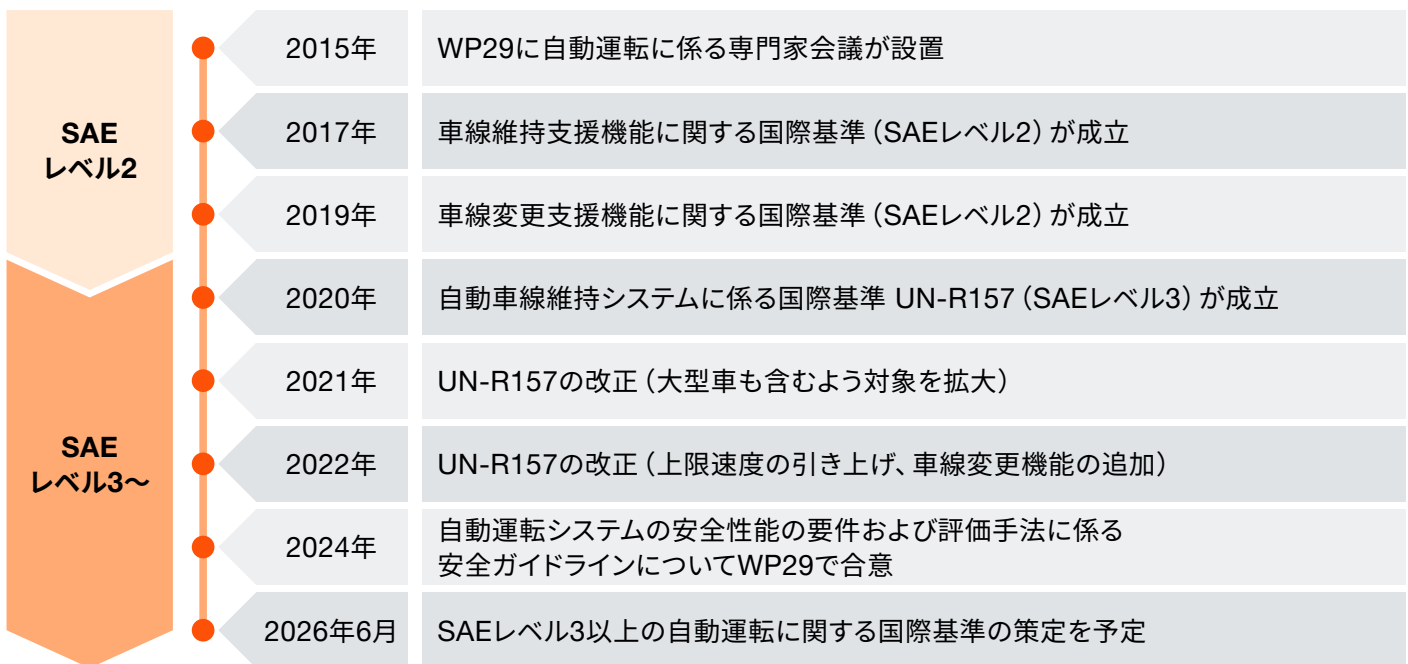 SAE
レベル2
2015年
WP29に自動運転に係る専門家会議が設置
2017年
車線維持支援機能に関する国際基準（SAEレベル2）が成立
2019年
車線変更支援機能に関する国際基準（SAEレベル2）が成立
SAE
レベル3〜
2020年
自動車線維持システムに係る国際基準 UN-R157（SAEレベル3）が成立
2021年
UN-R157の改正（大型車も含むよう対象を拡大）
2022年
UN-R157の改正（上限速度の引き上げ、車線変更機能の追加）
2024年
自動運転システムの安全性能の要件および評価手法に係る
安全ガイドラインについてWP29で合意
2026年6月
SAEレベル3以上の自動運転に関する国際基準の策定を予定